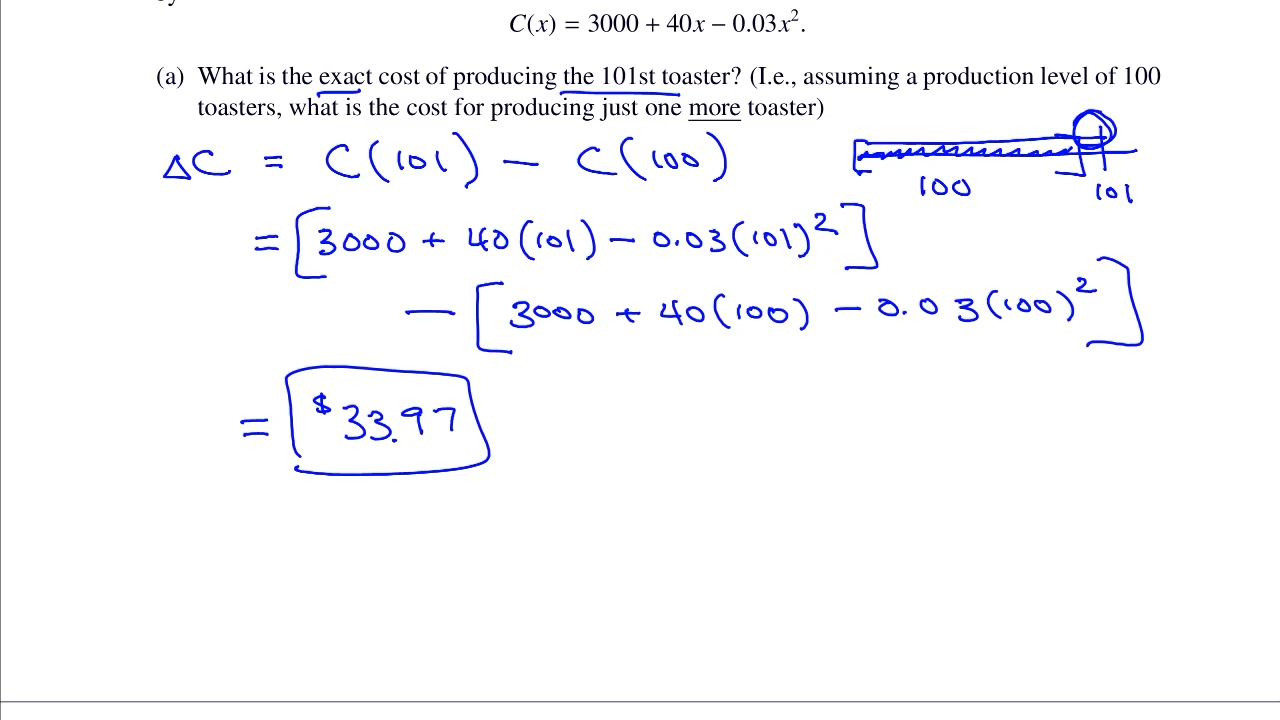 C(x) = 3000 + 40x − 0.03x².
(a) What is the exact cost of producing the 101st toaster? (I.e., assuming a production level of 100
toasters, what is the cost for producing just one more toaster)
ΔC = C(101) − C(100)
100
101
= [3000 + 40(101) − 0.03(101)²]
− [3000 + 40(100) − 0.03(100)²]
= $33.97